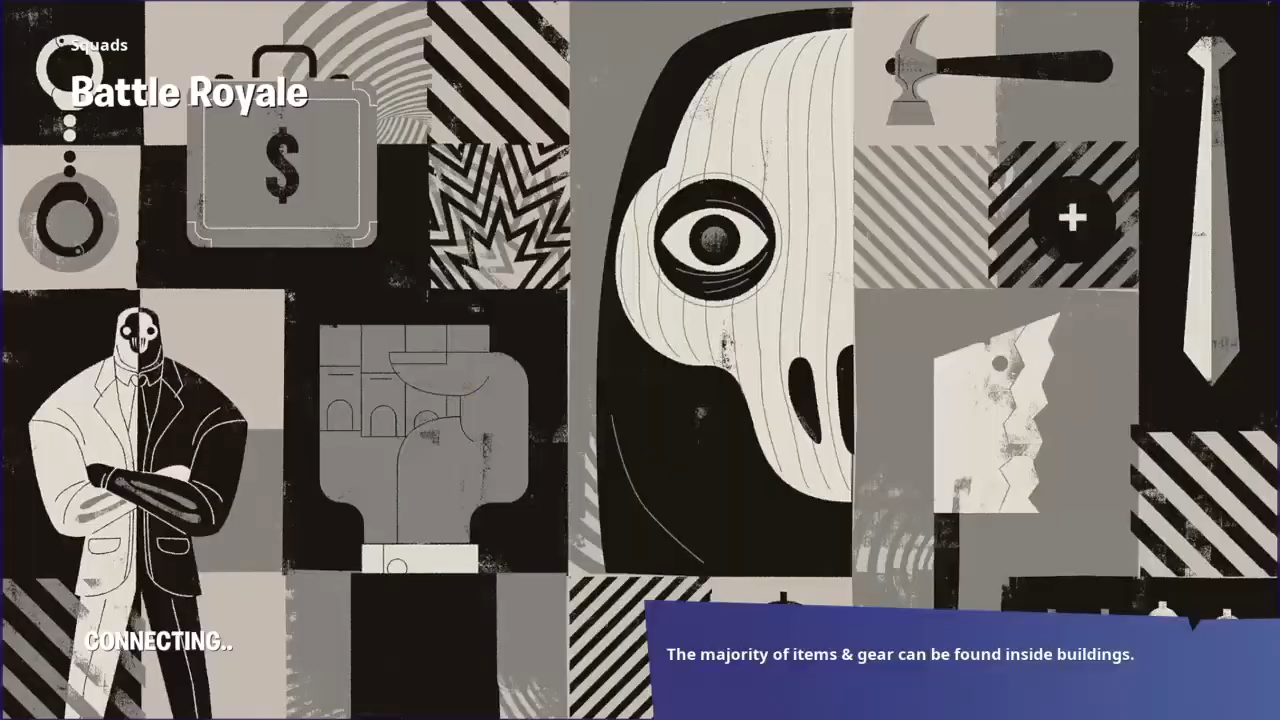 Squads
Battle Royale
$
+
CONNECTING..
The majority of items & gear can be found inside buildings.